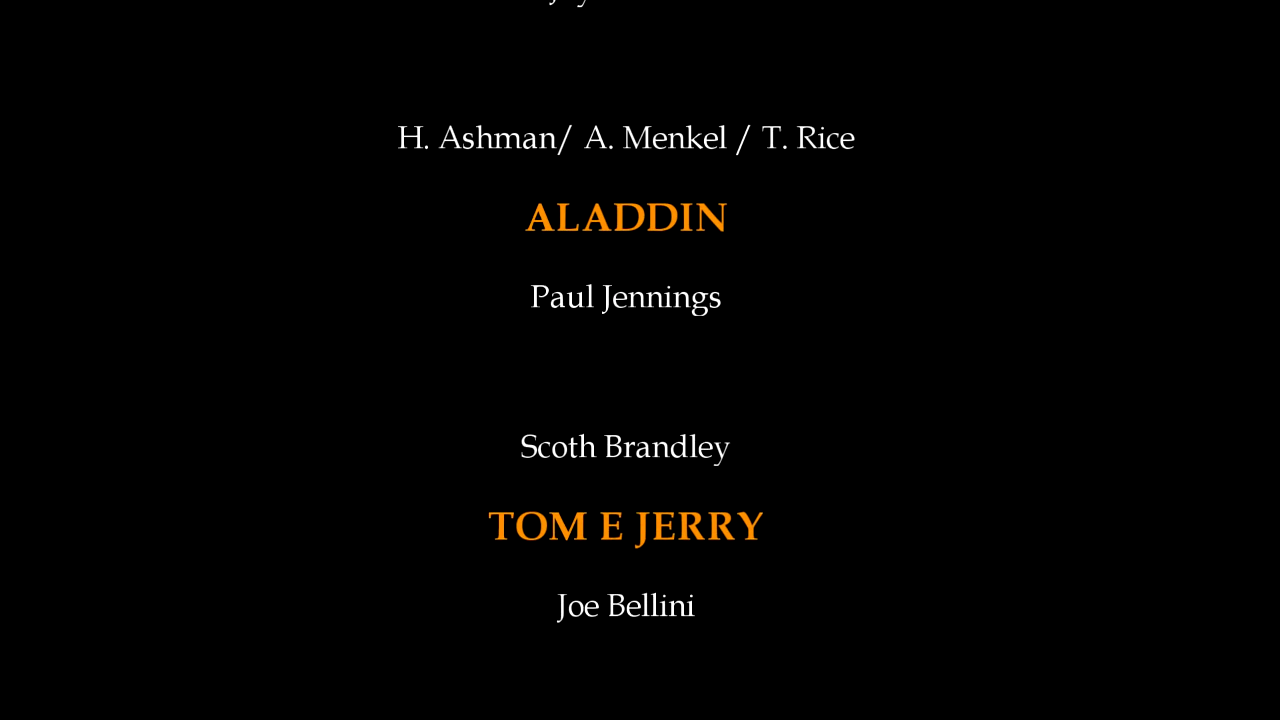 H. Ashman/ A. Menkel / T. Rice
ALADDIN
Paul Jennings
Scoth Brandley
TOM E JERRY
Joe Bellini